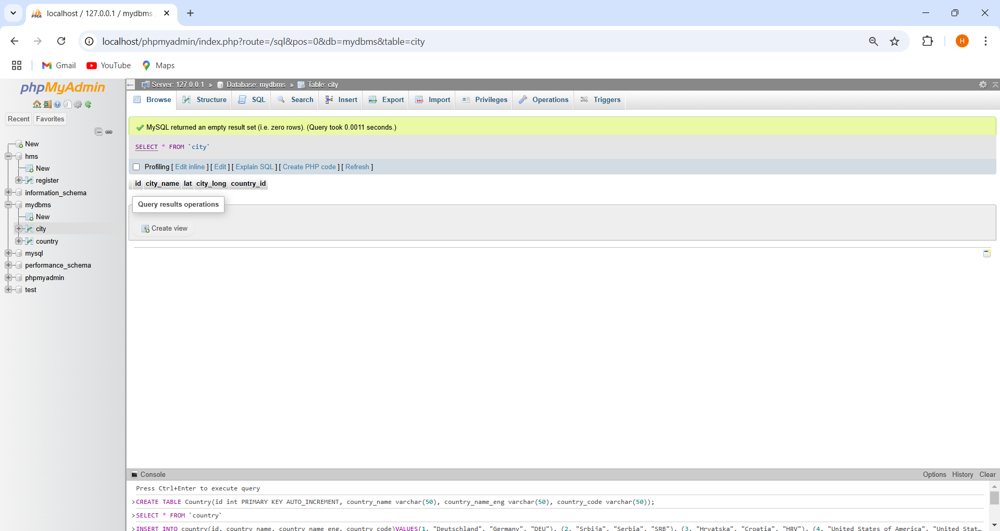 localhost / 127.0.0.1 / mydbms
localhost/phpmyadmin/index.php?route=/sql&pos=0&db=mydbms&table=city
H
Gmail
YouTube
Maps
phpMyAdmin
Recent
Favorites
New
hms
New
register
information_schema
mydbms
New
city
country
mysql
performance_schema
phpmyadmin
test
Server: 127.0.0.1 » Database: mydbms » Table: city
Browse
Structure
SQL
Search
Insert
Export
Import
Privileges
Operations
Triggers
MySQL returned an empty result set (i.e. zero rows). (Query took 0.0011 seconds.)
SELECT * FROM `city`
Profiling [ Edit inline ] [ Edit ] [ Explain SQL ] [ Create PHP code ] [ Refresh ]
id city_name lat city_long country_id
Query results operations
Create view
Console
Options History Clear
Press Ctrl+Enter to execute query
>CREATE TABLE Country(id int PRIMARY KEY AUTO_INCREMENT, country_name varchar(50), country_name_eng varchar(50), country_code varchar(50));
>SELECT * FROM `country`
>INSERT INTO country(id, country_name, country_name_eng, country_code)VALUES(1, "Deutschland", "Germany", "DEU"), (2, "Srbija", "Serbia", "SRB"), (3, "Hrvatska", "Croatia", "HRV"), (4, "United States of America", "United Stat...